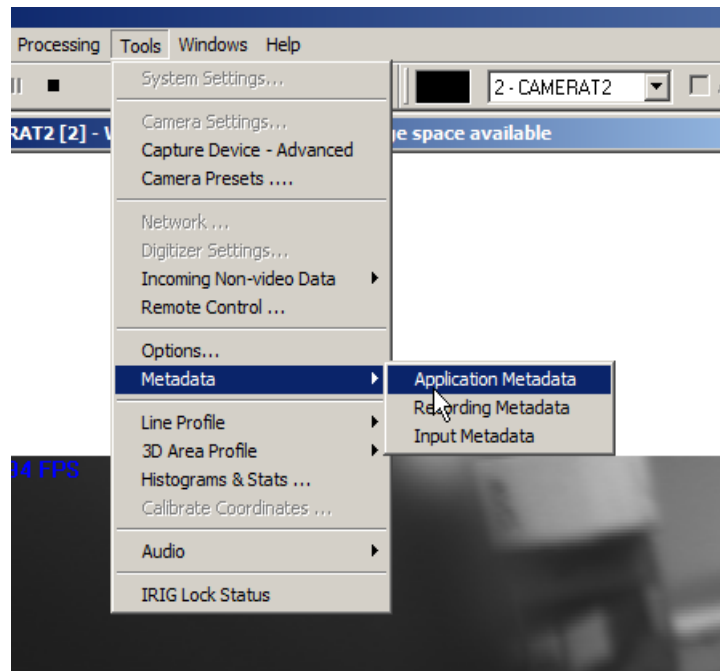 Processing Tools Windows Help
System Settings...
2 - CAMERAT2
Camera Settings...
RAT2 [2] - ge space available
Capture Device - Advanced
Camera Presets ....
Network ...
Digitizer Settings...
Incoming Non-video Data
Remote Control ...
Options...
Metadata
Application Metadata
Recording Metadata
Input Metadata
Line Profile
3D Area Profile
94 FPS
Histograms & Stats ...
Calibrate Coordinates ...
Audio
IRIG Lock Status